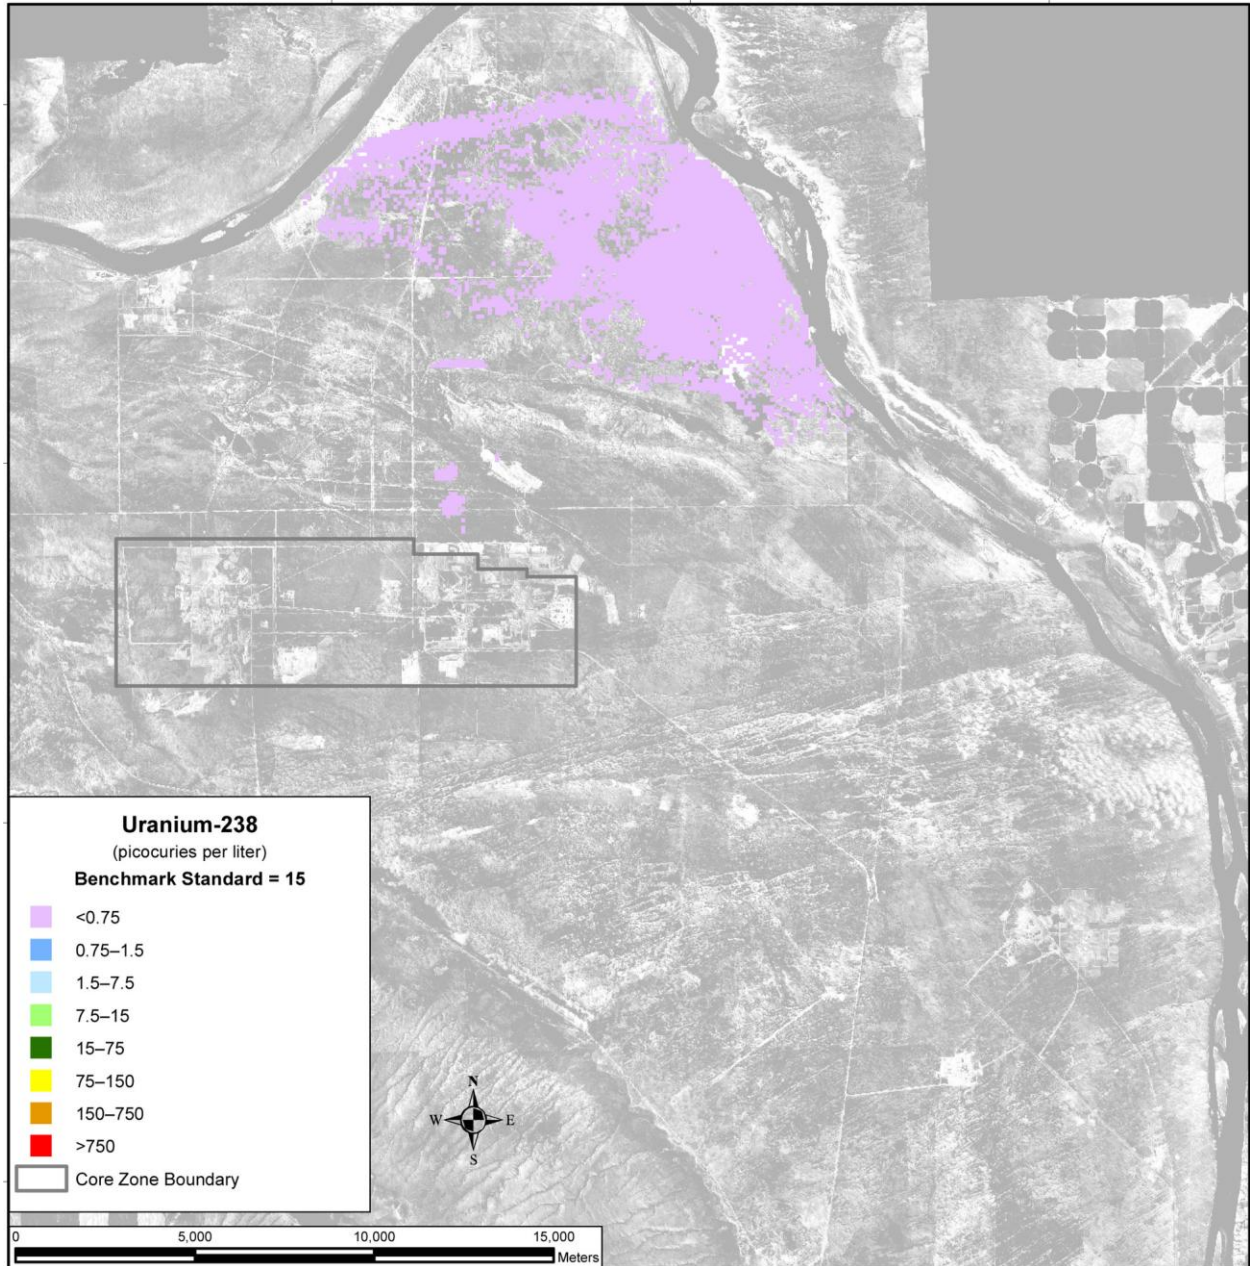 Uranium-238
(picocuries per liter)
Benchmark Standard = 15
<0.75
0.75–1.5
1.5–7.5
7.5–15
15–75
75–150
150–750
>750
Core Zone Boundary
N
W E
S
0 5,000 10,000 15,000
Meters